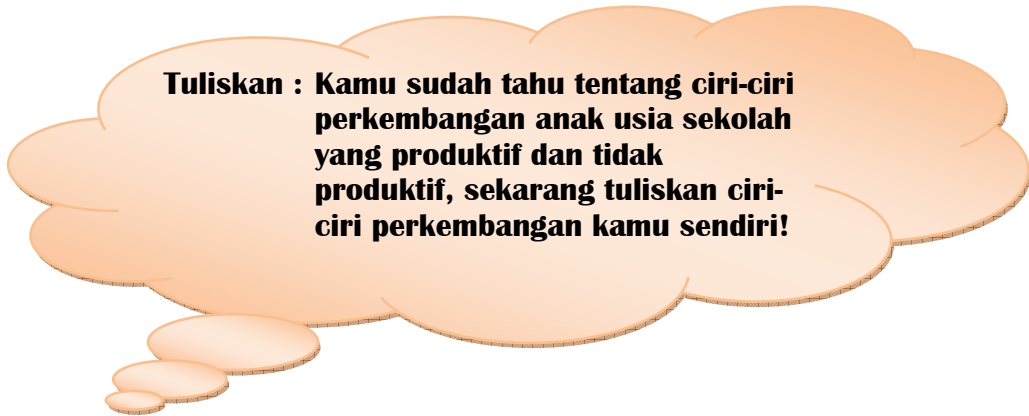 Tuliskan : Kamu sudah tahu tentang ciri-ciri
perkembangan anak usia sekolah
yang produktif dan tidak
produktif, sekarang tuliskan ciri-
ciri perkembangan kamu sendiri!